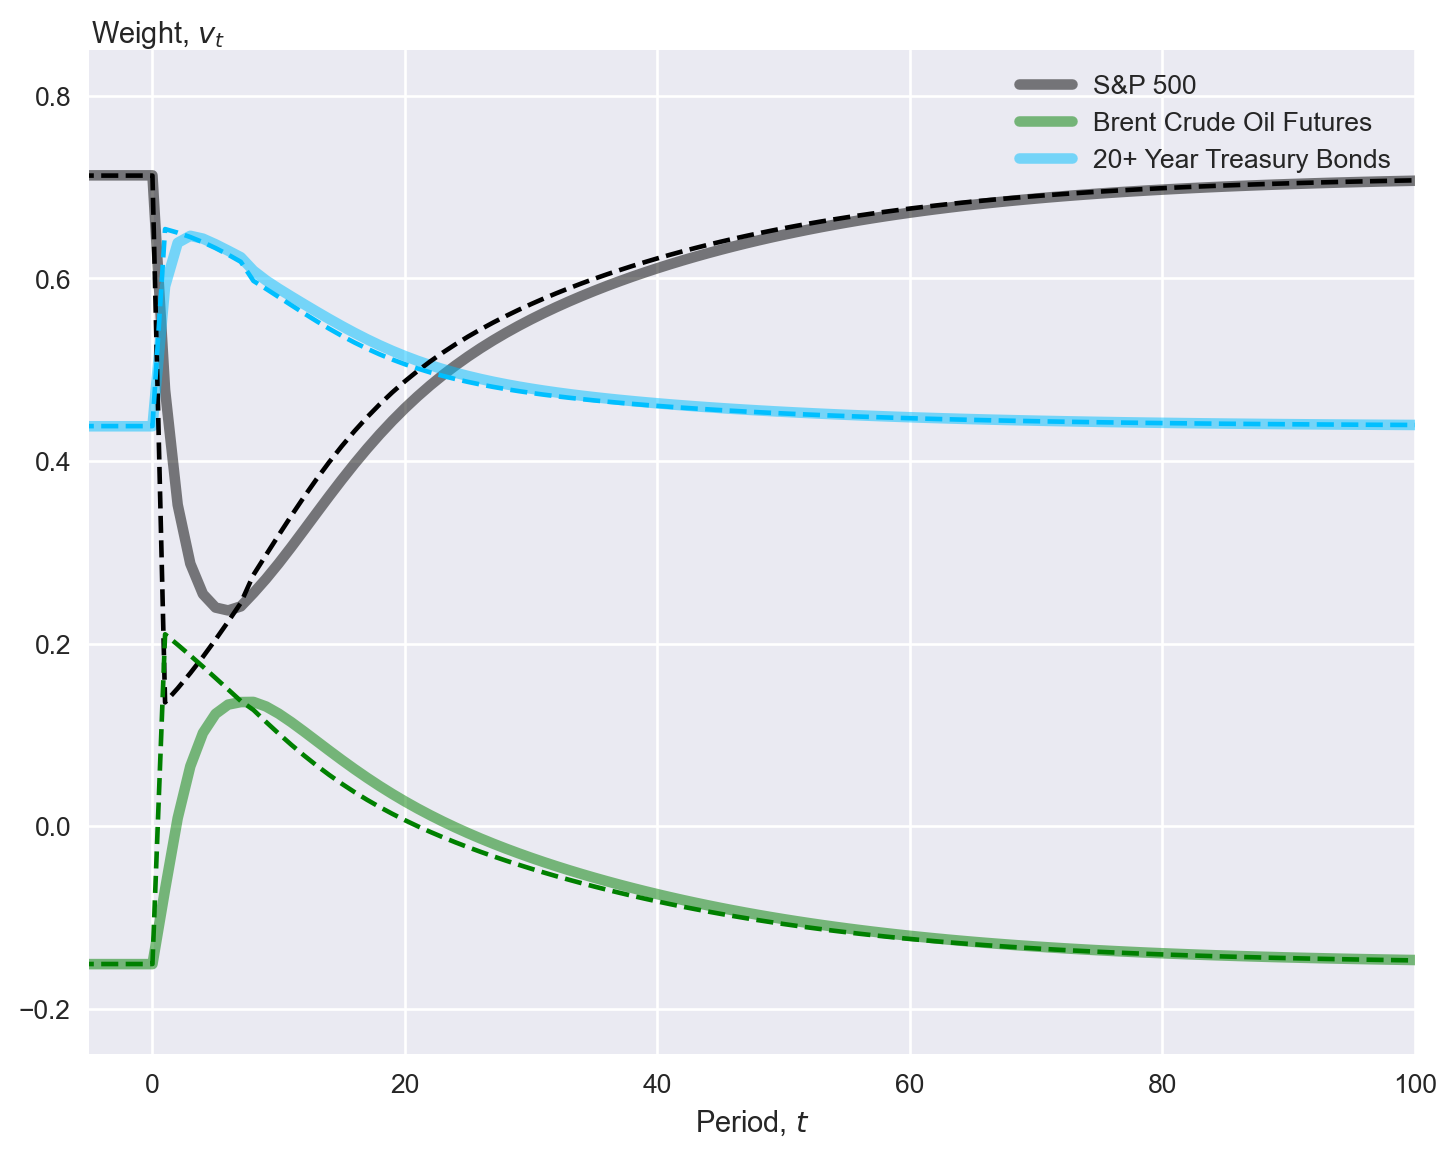 Weight, vt
S&P 500
Brent Crude Oil Futures
20+ Year Treasury Bonds
0.8
0.6
0.4
0.2
0.0
−0.2
0 20 40 60 80 100
Period, t